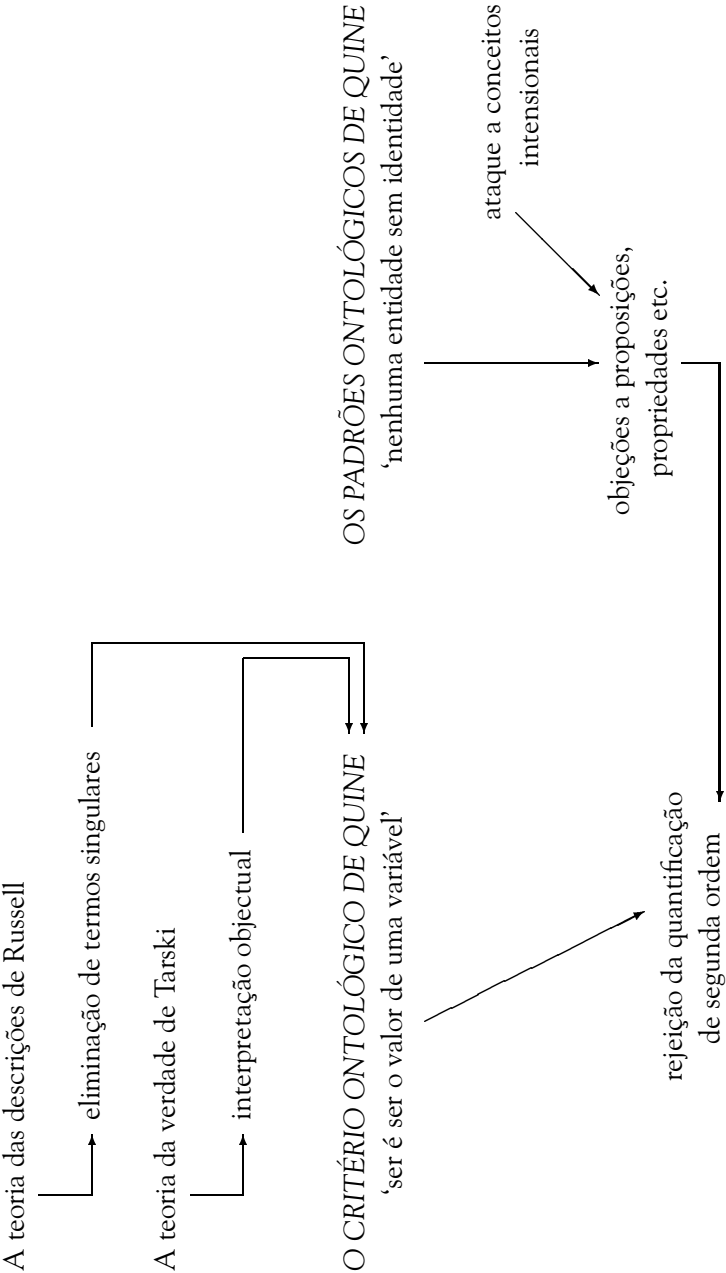 A teoria das descrições de Russell
eliminação de termos singulares
A teoria da verdade de Tarski
interpretação objectual
O CRITÉRIO ONTOLÓGICO DE QUINE
‘ser é ser o valor de uma variável’
OS PADRÕES ONTOLÓGICOS DE QUINE
‘nenhuma entidade sem identidade’
ataque a conceitos
intensionais
objeções a proposições,
propriedades etc.
rejeição da quantificação
de segunda ordem